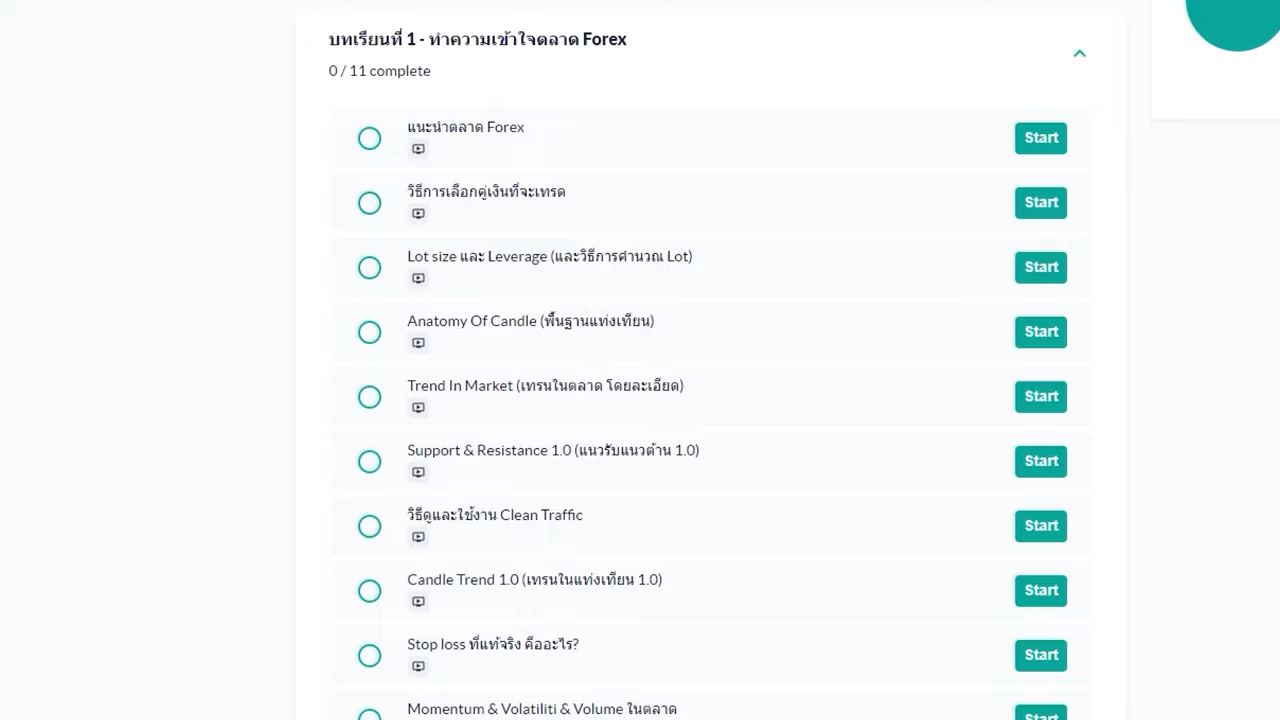 บทเรียนที่ 1 - ทำความเข้าใจตลาด Forex
0 / 11 complete
แนะนำตลาด Forex
Start
วิธีการเลือกคู่เงินที่จะเทรด
Start
Lot size และ Leverage (และวิธีการคำนวณ Lot)
Start
Anatomy Of Candle (พื้นฐานแท่งเทียน)
Start
Trend In Market (เทรนในตลาด โดยละเอียด)
Start
Support & Resistance 1.0 (แนวรับแนวต้าน 1.0)
Start
วิธีดูและใช้งาน Clean Traffic
Start
Candle Trend 1.0 (เทรนในแท่งเทียน 1.0)
Start
Stop loss ที่แท้จริง คืออะไร?
Start
Momentum & Volatiliti & Volume ในตลาด
Start